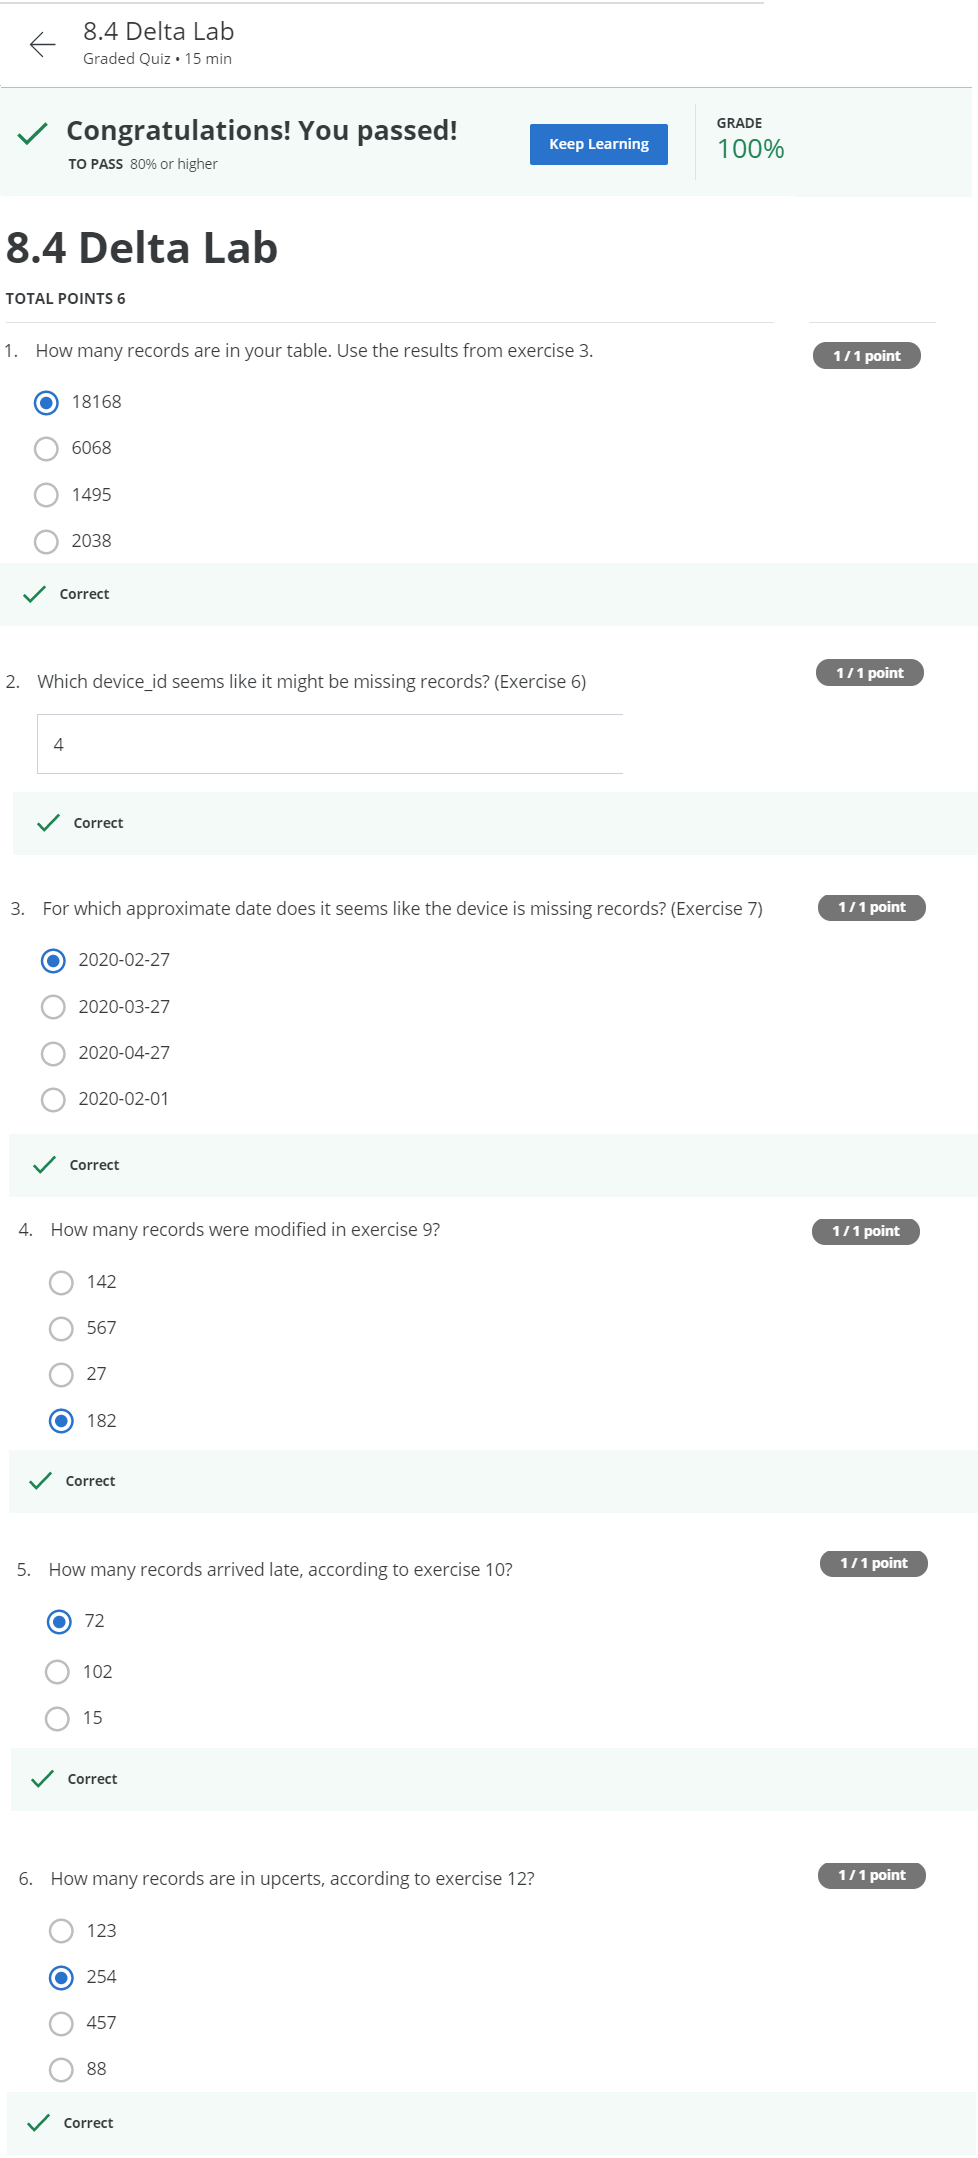 8.4 Delta Lab
Graded Quiz • 15 min
Congratulations! You passed!
TO PASS 80% or higher
Keep Learning
GRADE
100%
8.4 Delta Lab
TOTAL POINTS 6
1. How many records are in your table. Use the results from exercise 3.
1 / 1 point
18168
6068
1495
2038
Correct
2. Which device_id seems like it might be missing records? (Exercise 6)
1 / 1 point
4
Correct
3. For which approximate date does it seems like the device is missing records? (Exercise 7)
1 / 1 point
2020-02-27
2020-03-27
2020-04-27
2020-02-01
Correct
4. How many records were modified in exercise 9?
1 / 1 point
142
567
27
182
Correct
5. How many records arrived late, according to exercise 10?
1 / 1 point
72
102
15
Correct
6. How many records are in upcerts, according to exercise 12?
1 / 1 point
123
254
457
88
Correct